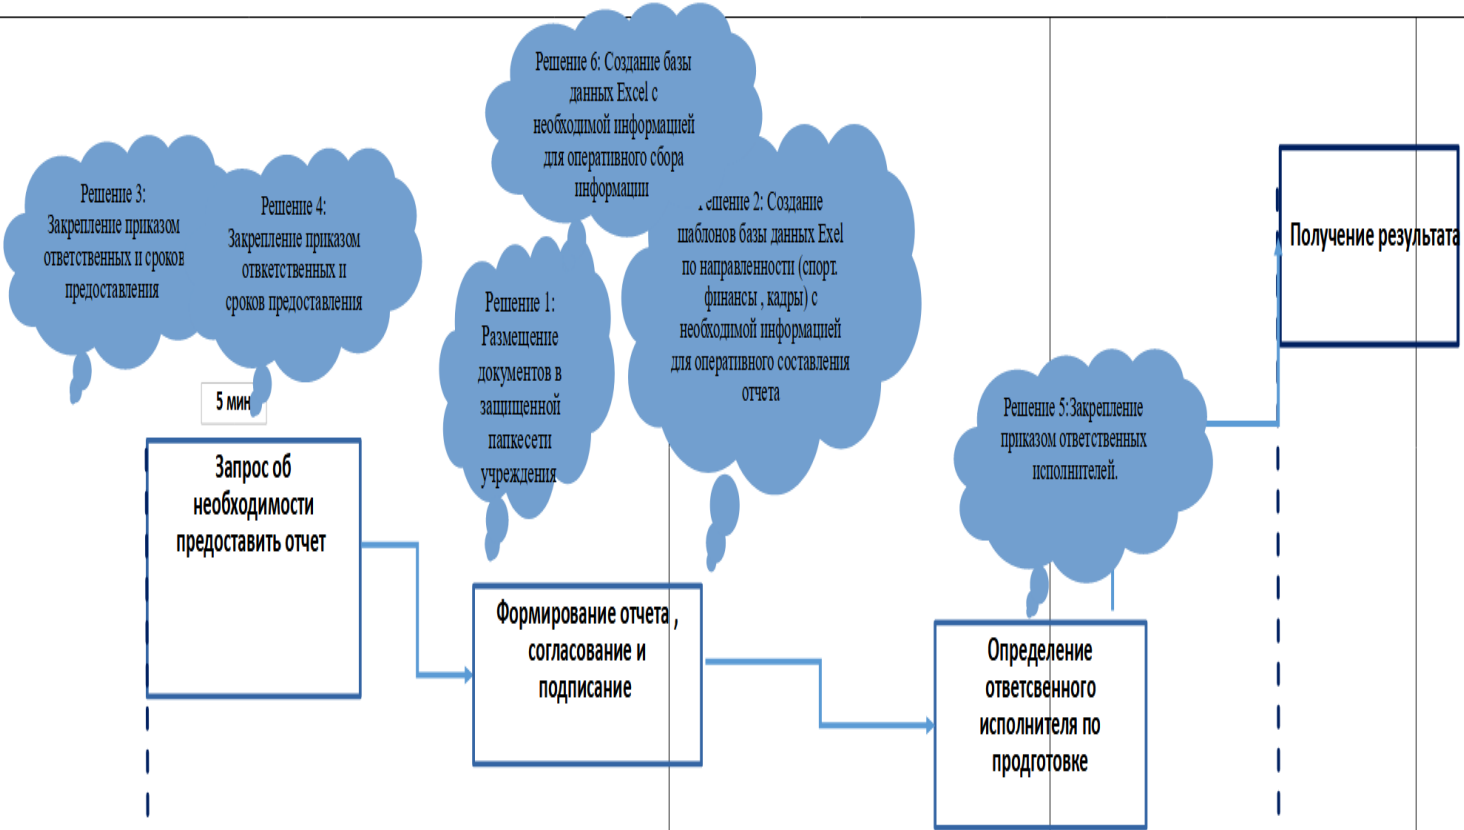 Решение 6: Создание базы
данных Excel с
необходимой информацией
для оперативного сбора
информации
Решение 3:
Закрепление приказом
ответственных и сроков
предоставления
Решение 4:
Закрепление приказом
отвкетственных и
сроков предоставления
ешение 2: Создание
шаблонов базы данных Exel
по направленности (спорт.
финансы , кадры) с
необходимой информацией
для оперативного составления
отчета
Получение результата
Решение 1:
Размещение
документов в
защищенной
папкесети
учреждения
5 мин
Решение 5:Закрепление
приказом ответственных
исполнителей.
Запрос об
необходимости
предоставить отчет
Формирование отчета ,
согласование и
подписание
Определение
ответсвенного
исполнителя по
продготовке